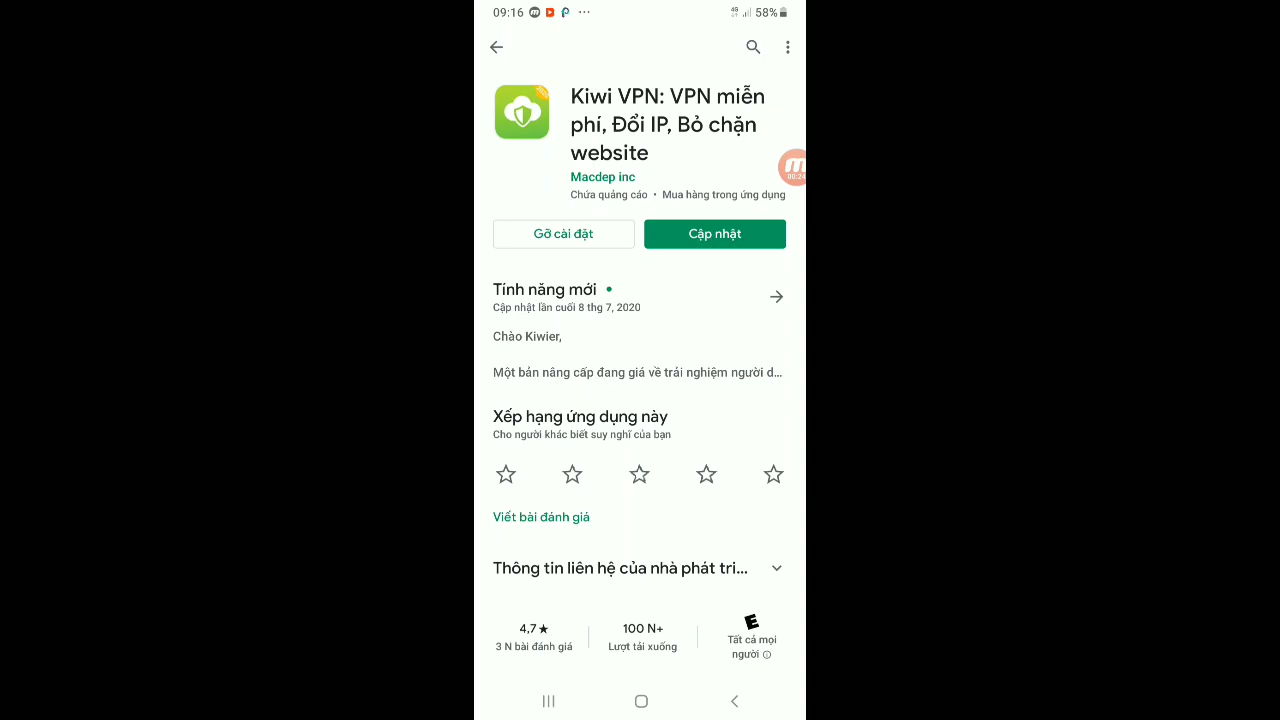 09:16 ··· 4G 58%
Kiwi VPN: VPN miễn
phí, Đổi IP, Bỏ chặn
website
Macdep inc
00:24
Chứa quảng cáo • Mua hàng trong ứng dụng
Gỡ cài đặt
Cập nhật
Tính năng mới •
Cập nhật lần cuối 8 thg 7, 2020
Chào Kiwier,
Một bản nâng cấp đang giá về trải nghiệm người d...
Xếp hạng ứng dụng này
Cho người khác biết suy nghĩ của bạn
Viết bài đánh giá
Thông tin liên hệ của nhà phát tri...
4,7★
3 N bài đánh giá
100 N+
Lượt tải xuống
E
Tất cả mọi
người